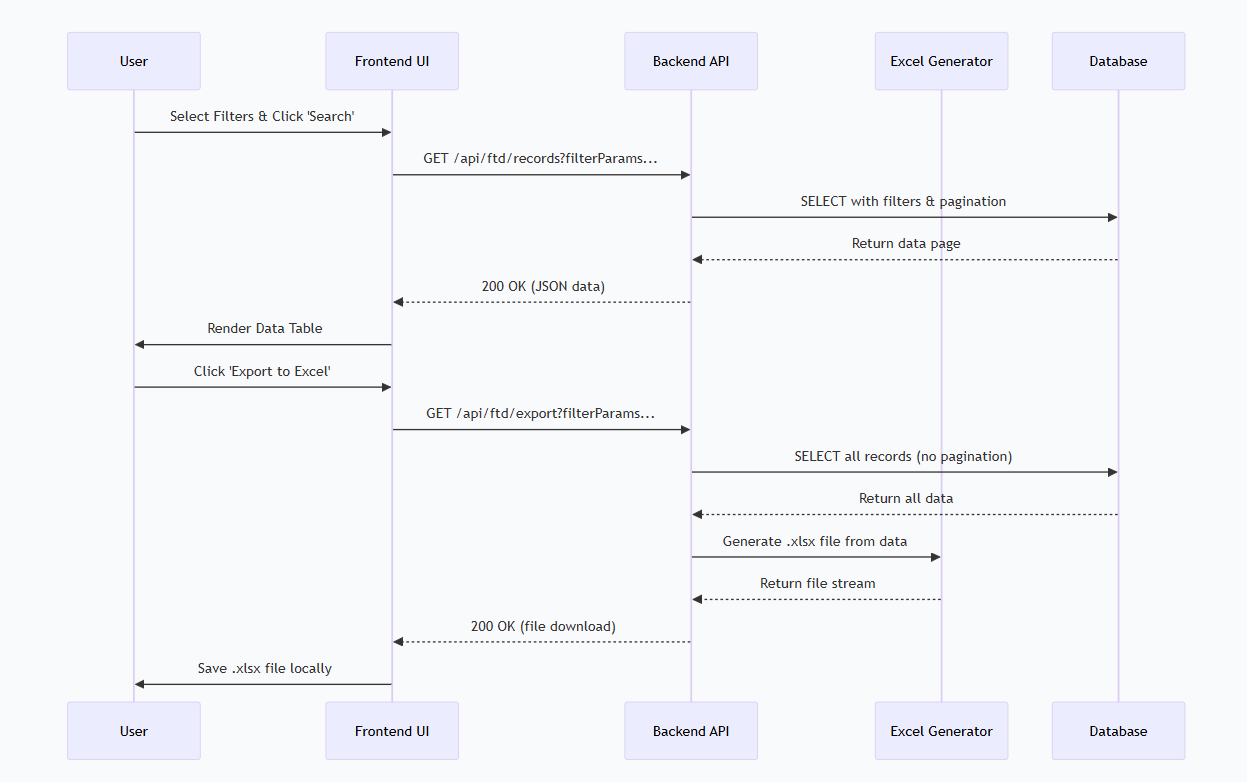 User
Frontend UI
Backend API
Excel Generator
Database
Select Filters & Click 'Search'
GET /api/ftd/records?filterParams...
SELECT with filters & pagination
Return data page
200 OK (JSON data)
Render Data Table
Click 'Export to Excel'
GET /api/ftd/export?filterParams...
SELECT all records (no pagination)
Return all data
Generate .xlsx file from data
Return file stream
200 OK (file download)
Save .xlsx file locally
User
Frontend UI
Backend API
Excel Generator
Database